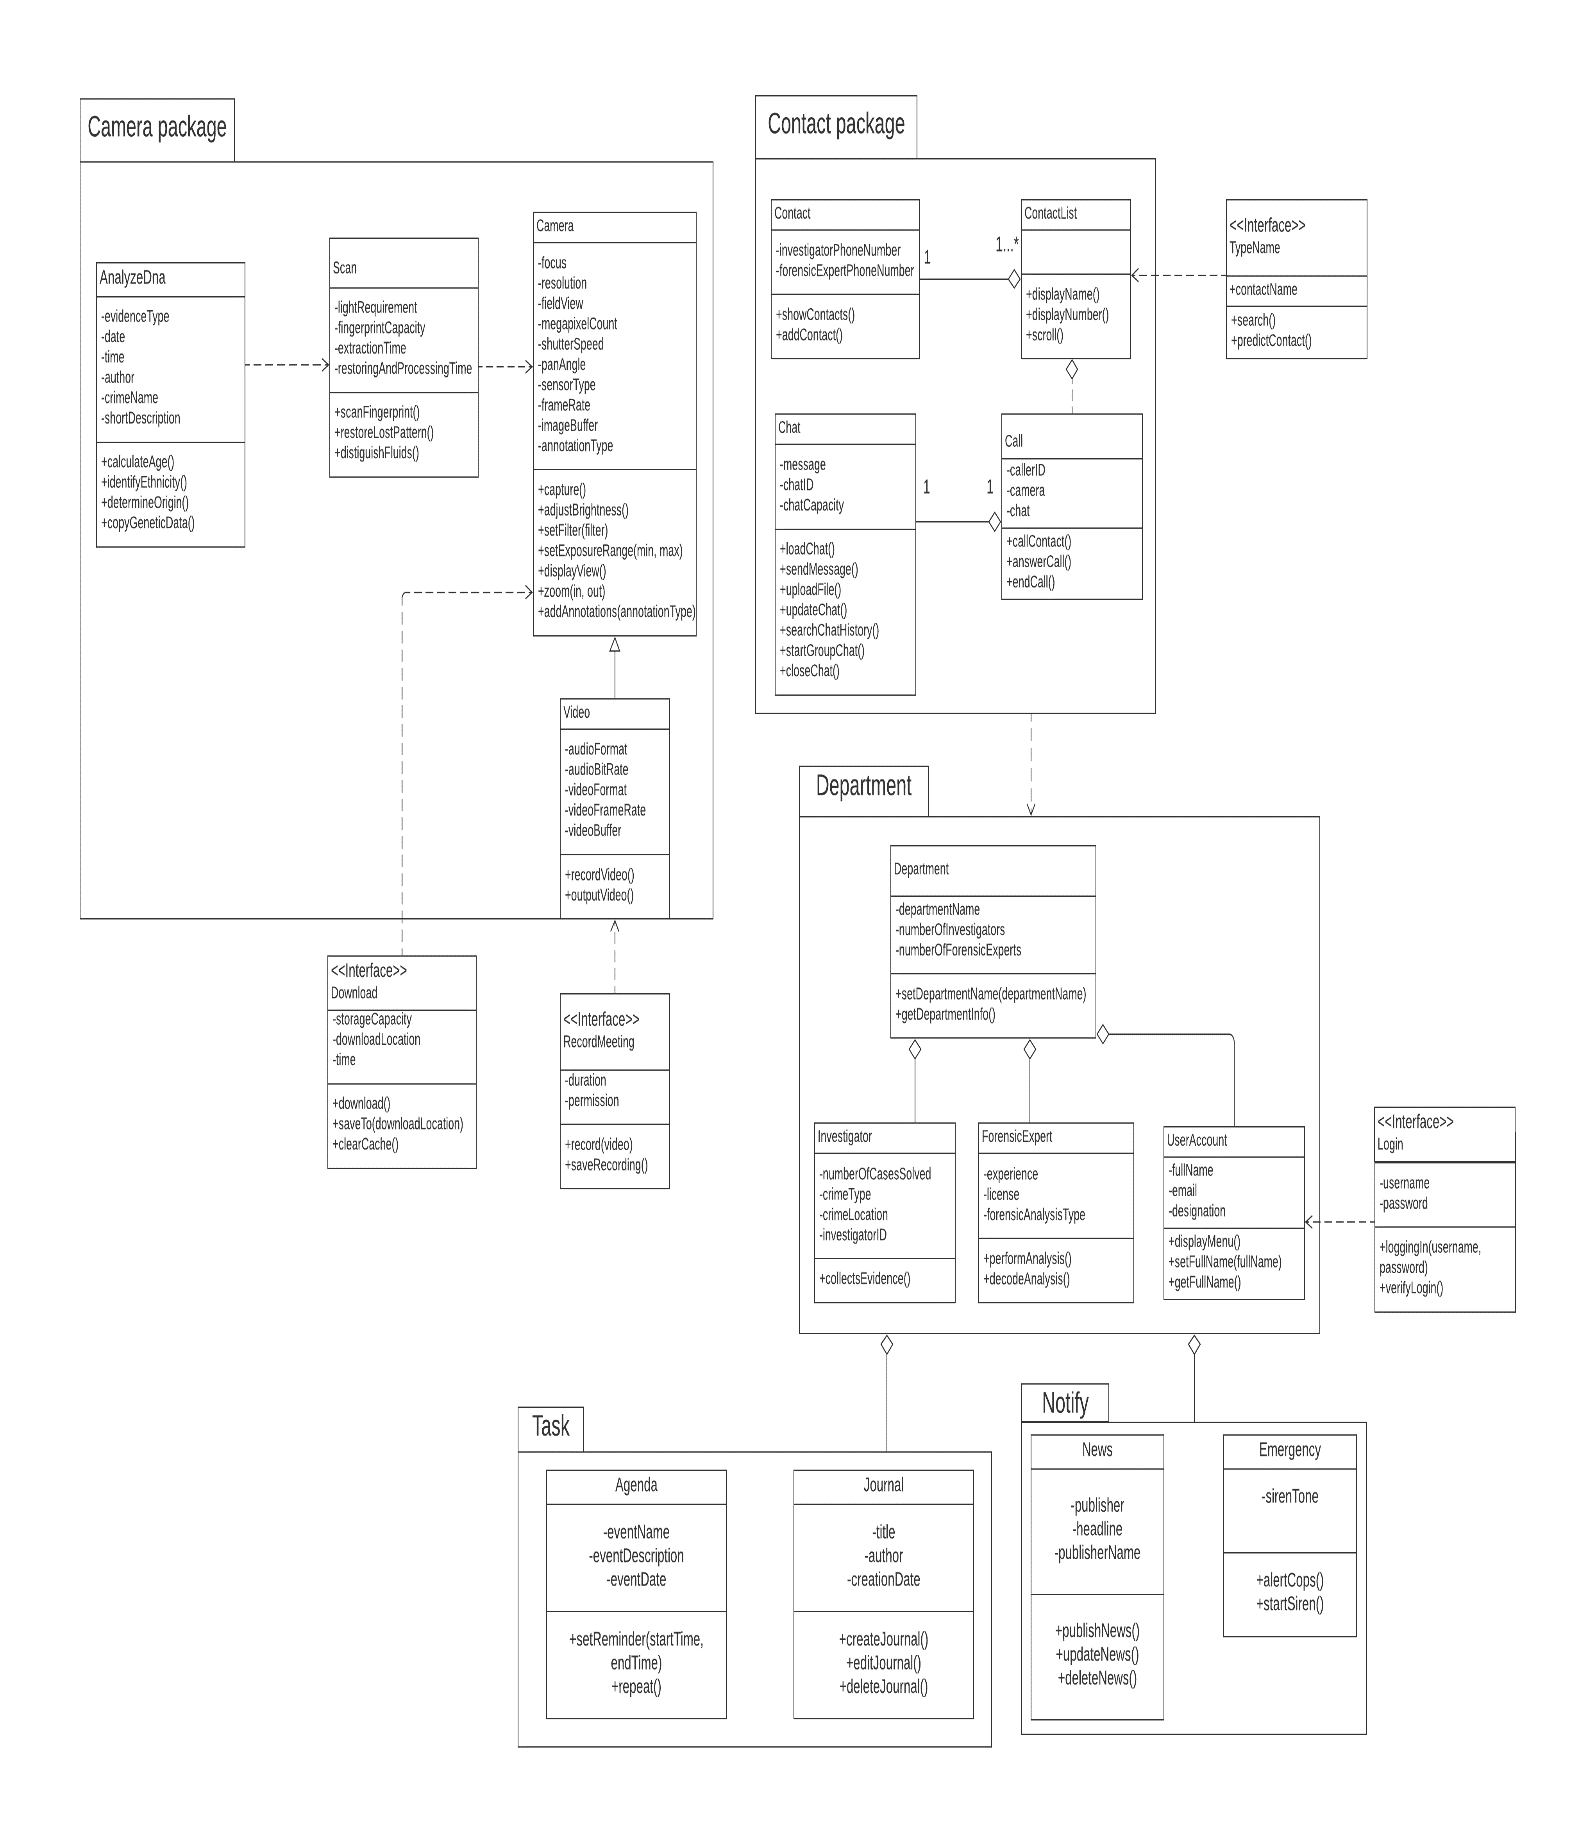 Camera package
AnalyzeDna
-evidenceType
-date
-time
-author
-crimeName
-shortDescription
+calculateAge()
+identifyEthnicity()
+determineOrigin()
+copyGeneticData()
Scan
-lightRequirement
-fingerprintCapacity
-extractionTime
-restoringAndProcessingTime
+scanFingerprint()
+restoreLostPattern()
+distiguishFluids()
Camera
-focus
-resolution
-fieldView
-megapixelCount
-shutterSpeed
-panAngle
-sensorType
-frameRate
-imageBuffer
-annotationType
+capture()
+adjustBrightness()
+setFilter(filter)
+setExposureRange(min, max)
+displayView()
+zoom(in, out)
+addAnnotations(annotationType)
Video
-audioFormat
-audioBitRate
-videoFormat
-videoFrameRate
-videoBuffer
+recordVideo()
+outputVideo()
<<Interface>>
Download
-storageCapacity
-downloadLocation
-time
+download()
+saveTo(downloadLocation)
+clearCache()
<<Interface>>
RecordMeeting
-duration
-permission
+record(video)
+saveRecording()
Contact package
Contact
-investigatorPhoneNumber
-forensicExpertPhoneNumber
+showContacts()
+addContact()
1
1...*
ContactList
+displayName()
+displayNumber()
+scroll()
<<Interface>>
TypeName
+contactName
+search()
+predictContact()
Chat
-message
-chatID
-chatCapacity
+loadChat()
+sendMessage()
+uploadFile()
+updateChat()
+searchChatHistory()
+startGroupChat()
+closeChat()
1
1
Call
-callerID
-camera
-chat
+callContact()
+answerCall()
+endCall()
Department
Department
-departmentName
-numberOfInvestigators
-numberOfForensicExperts
+setDepartmentName(departmentName)
+getDepartmentInfo()
Investigator
-numberOfCasesSolved
-crimeType
-crimeLocation
-investigatorID
+collectsEvidence()
ForensicExpert
-experience
-license
-forensicAnalysisType
+performAnalysis()
+decodeAnalysis()
UserAccount
-fullName
-email
-designation
+displayMenu()
+setFullName(fullName)
+getFullName()
<<Interface>>
Login
-username
-password
+loggingIn(username,
password)
+verifyLogin()
Task
Agenda
-eventName
-eventDescription
-eventDate
+setReminder(startTime,
endTime)
+repeat()
Journal
-title
-author
-creationDate
+createJournal()
+editJournal()
+deleteJournal()
Notify
News
-publisher
-headline
-publisherName
+publishNews()
+updateNews()
+deleteNews()
Emergency
-sirenTone
+alertCops()
+startSiren()